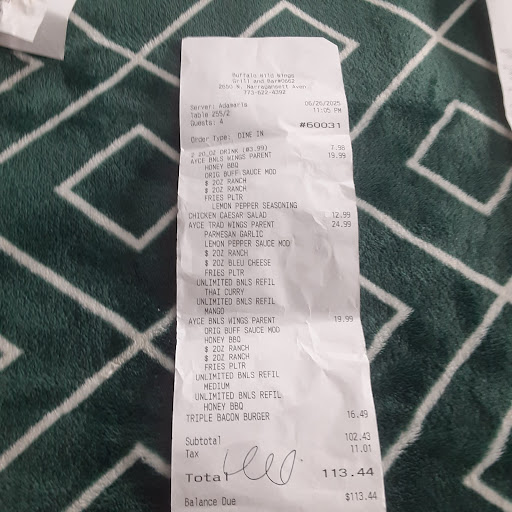 Buffalo Wild Wings
Grill and Bar#0662
2550 N. Narragansett Aven
773-622-4392
Server: Adamaria 06/26/2025
Table 255/2 11:05 PM
Guests: 4 #60031
Order Type: DINE IN
2 20 OZ DRINK (@3.99) 7.98
AYCE BNLS WINGS PARENT 19.99
HONEY BBQ
ORIG BUFF SAUCE MOD
$ 2OZ RANCH
$ 2OZ RANCH
FRIES PLTR
LEMON PEPPER SEASONING
CHICKEN CAESAR SALAD 12.99
AYCE TRAD WINGS PARENT 24.99
PARMESAN GARLIC
LEMON PEPPER SAUCE MOD
$ 2OZ RANCH
$ 2OZ BLEU CHEESE
FRIES PLTR
UNLIMITED BNLS REFIL
THAI CURRY
UNLIMITED BNLS REFIL
MANGO
AYCE BNLS WINGS PARENT 19.99
ORIG BUFF SAUCE MOD
HONEY BBQ
$ 2OZ RANCH
$ 2OZ RANCH
FRIES PLTR
UNLIMITED BNLS REFIL
MEDIUM
UNLIMITED BNLS REFIL
HONEY BBQ
TRIPLE BACON BURGER 16.49
Subtotal 102.43
Tax 11.01
Total 113.44
Balance Due $113.44